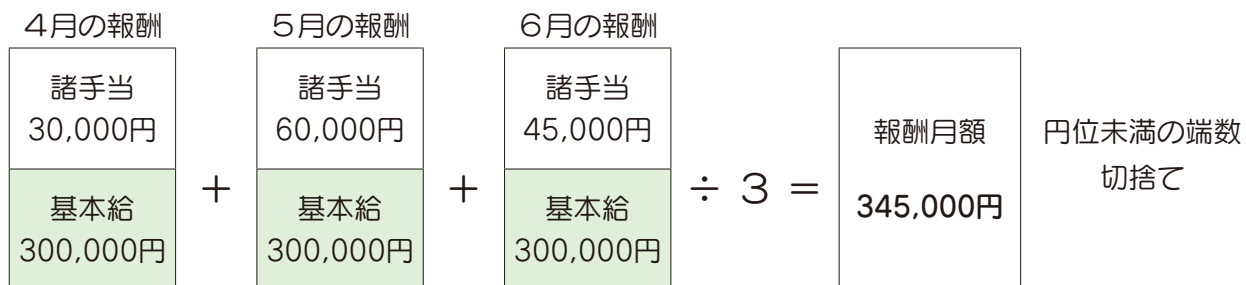 4月の報酬
諸手当
30,000円
基本給
300,000円
+
5月の報酬
諸手当
60,000円
基本給
300,000円
+
6月の報酬
諸手当
45,000円
基本給
300,000円
÷ 3 =
報酬月額
345,000円
円位未満の端数
切捨て